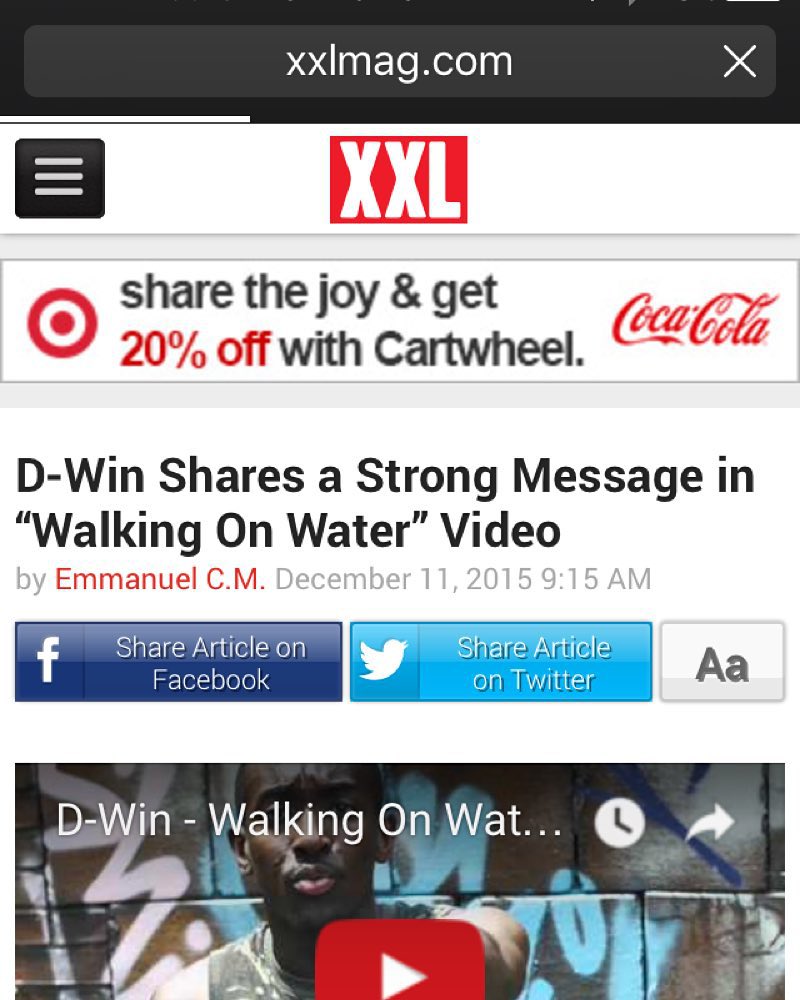 xxlmag.com
XXL
share the joy & get
20% off with Cartwheel.
Coca-Cola
D-Win Shares a Strong Message in
“Walking On Water” Video
by Emmanuel C.M. December 11, 2015 9:15 AM
f
Share Article on
Facebook
Share Article
on Twitter
Aa
D-Win - Walking On Wat...